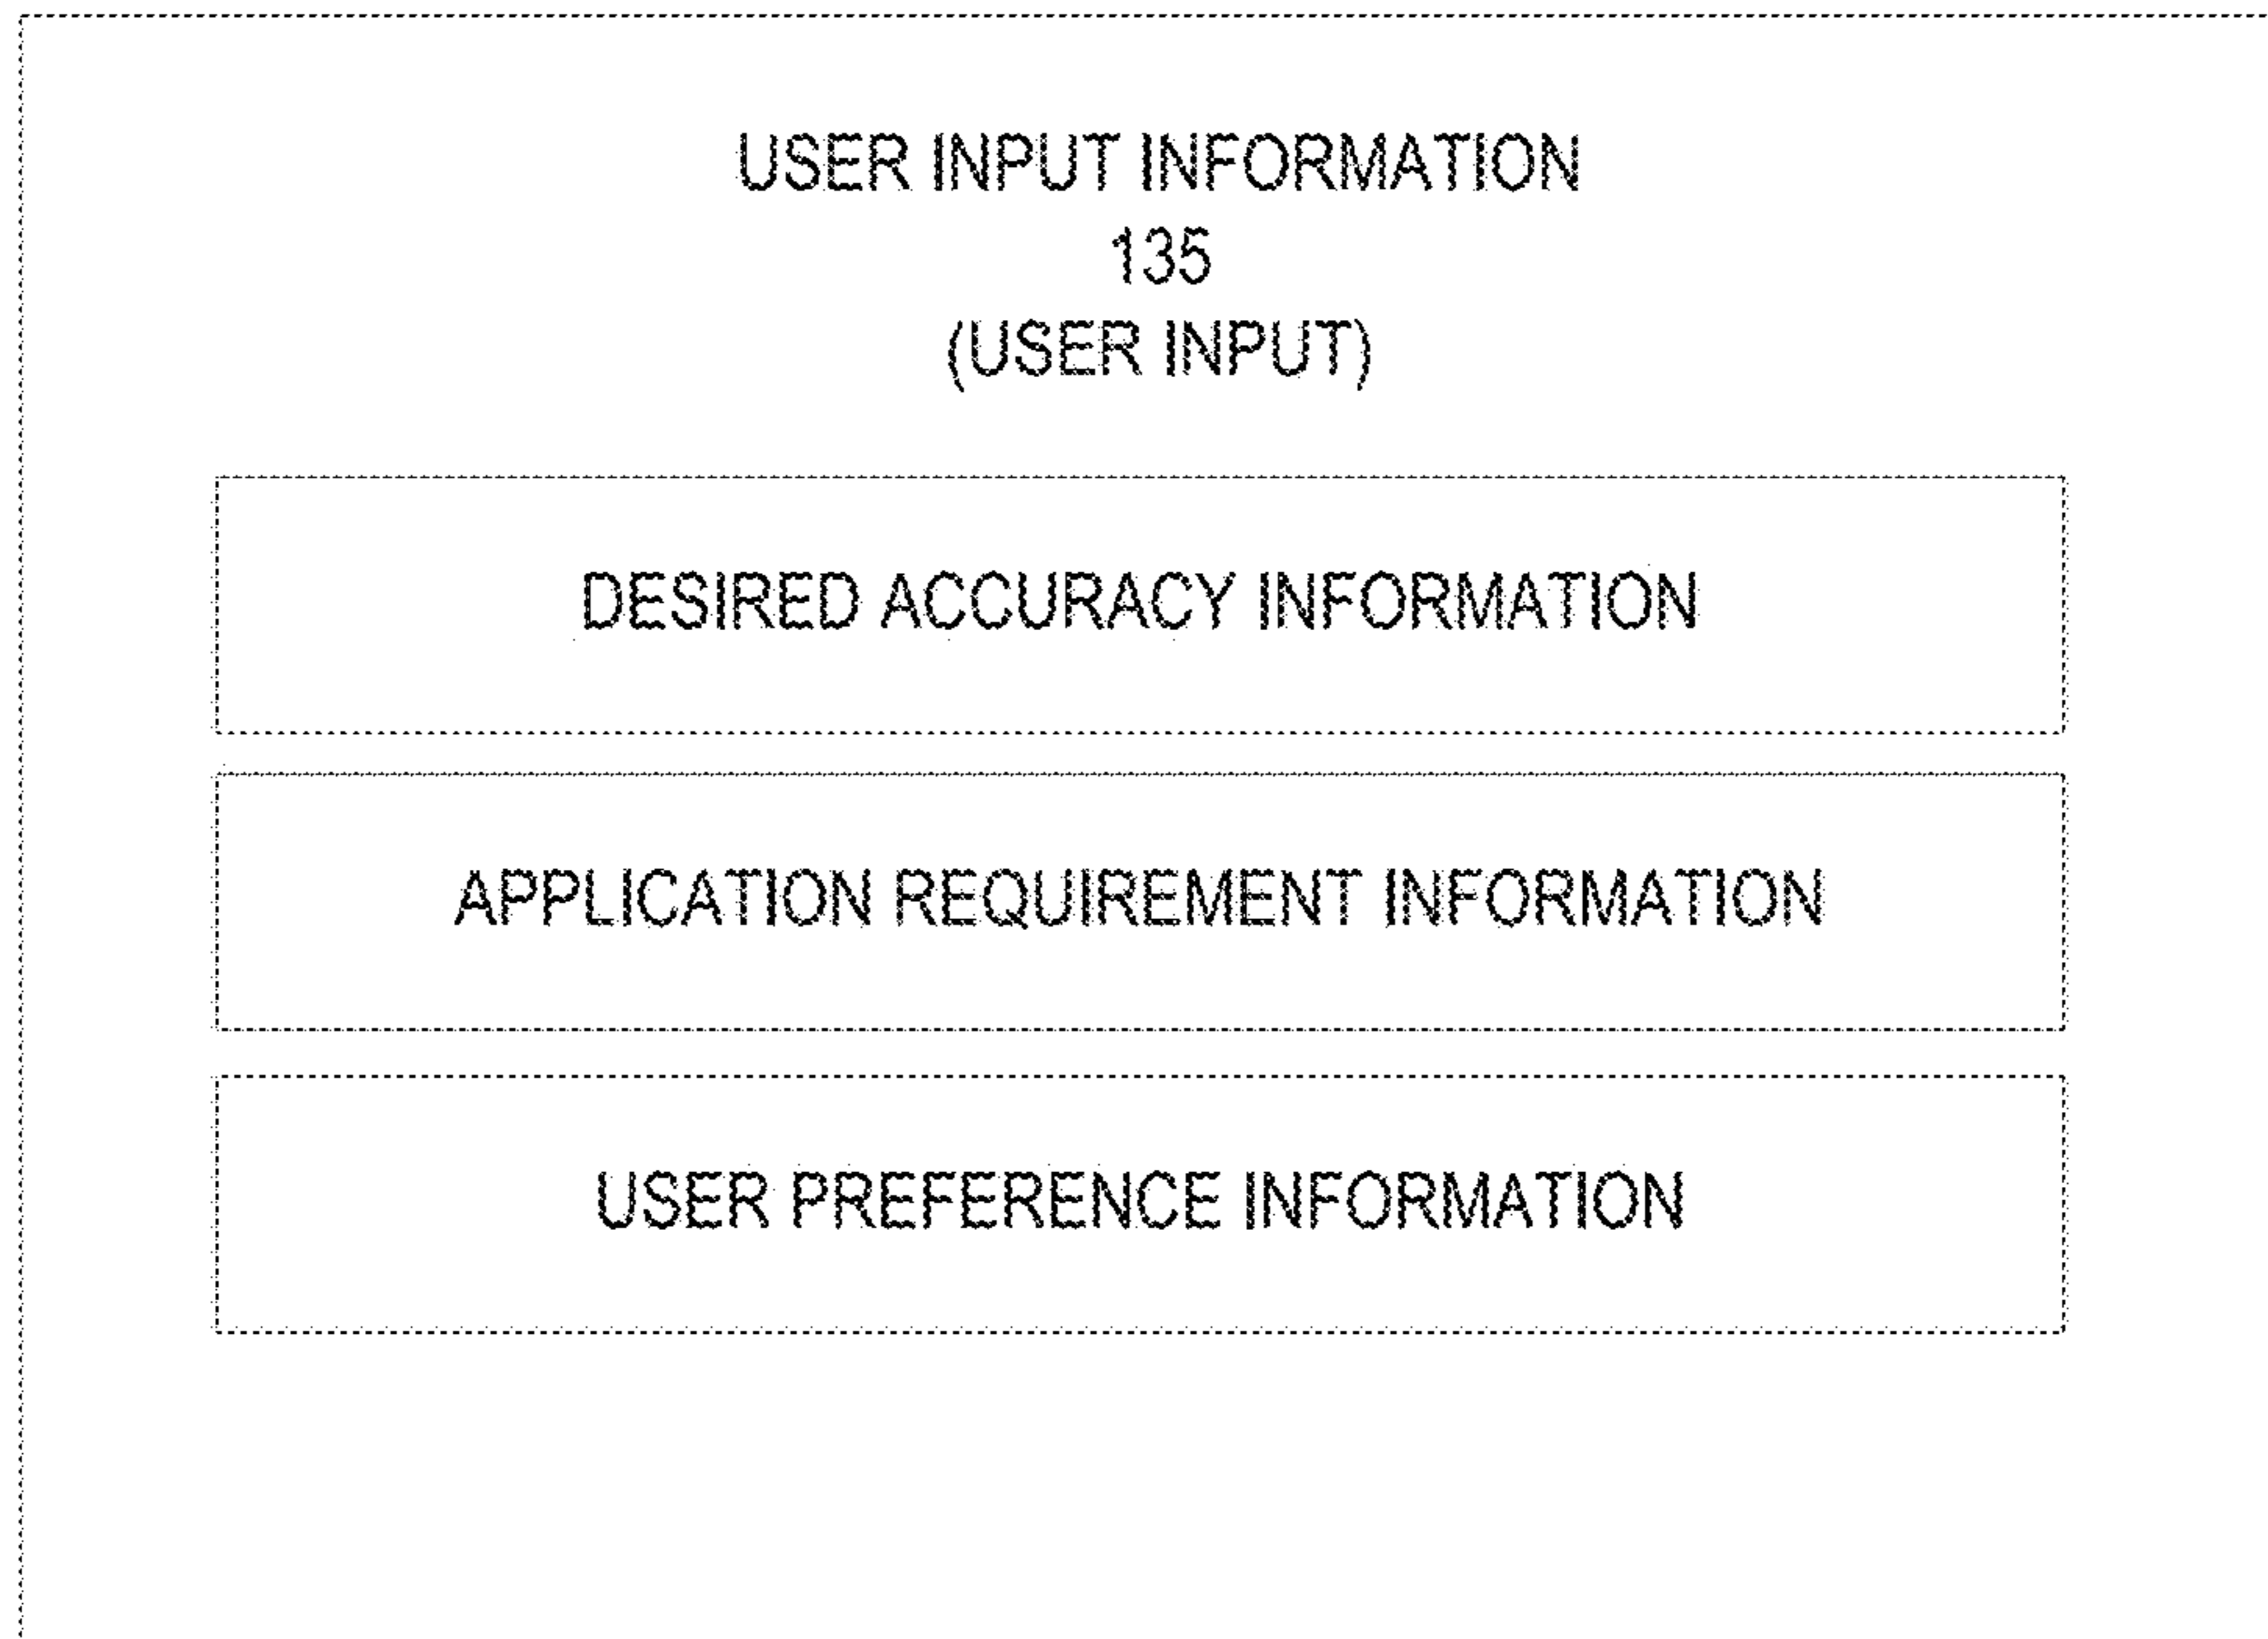 USER INPUT INFORMATION
135
(USER INPUT)
DESIRED ACCURACY INFORMATION
APPLICATION REQUIREMENT INFORMATION
USER PREFERENCE INFORMATION